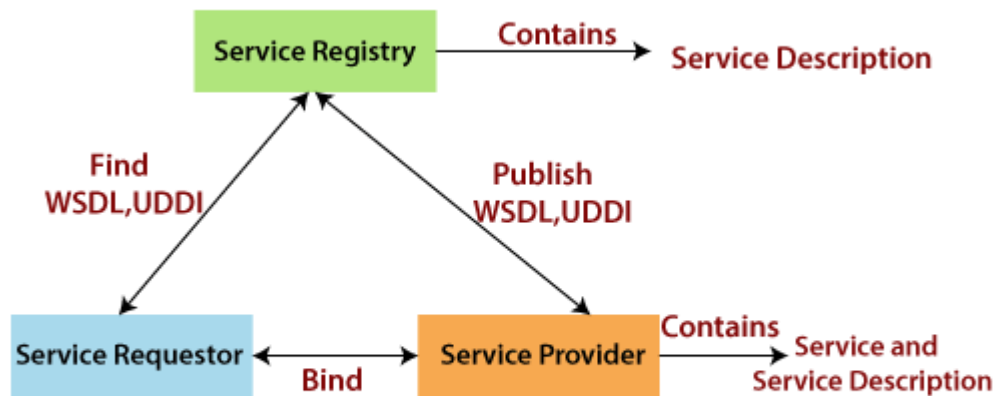 Service Registry
Contains
Service Description
Find
WSDL,UDDI
Publish
WSDL,UDDI
Service Requestor
Bind
Service Provider
Contains
Service and
Service Description